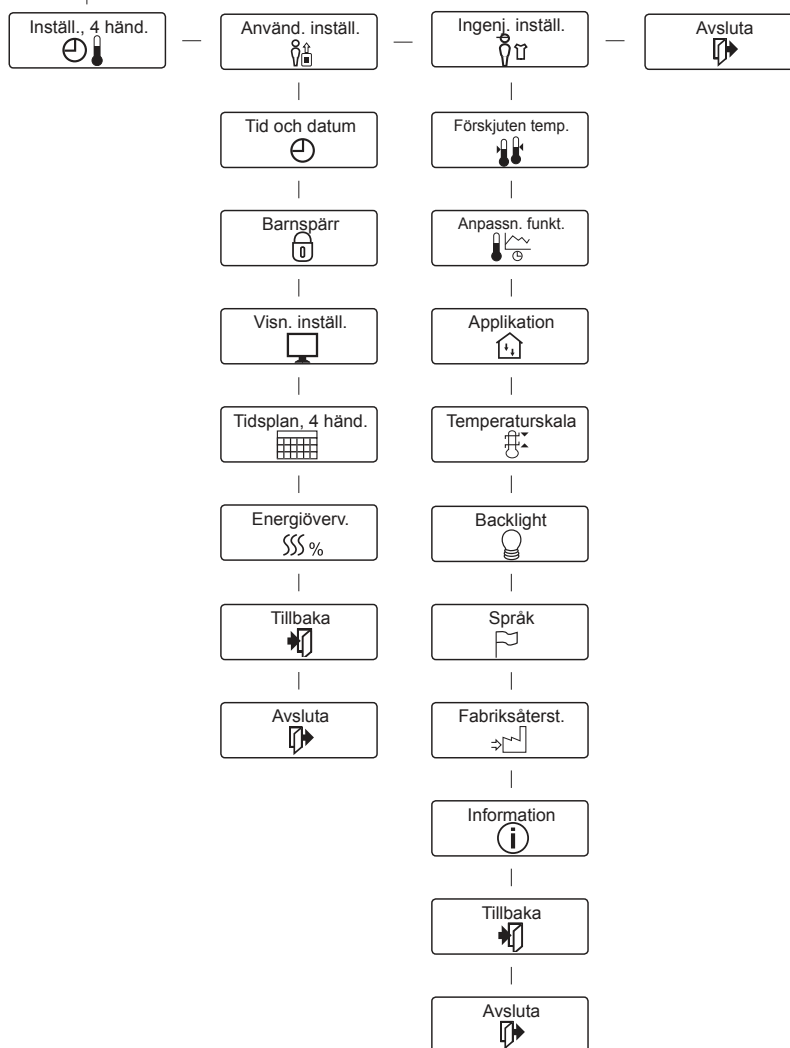 Inställ., 4 händ.
Använd. inställ.
Ingenj. inställ.
Avsluta
Tid och datum
Förskjuten temp.
Barnspärr
Anpassn. funkt.
Visn. inställ.
Applikation
Tidsplan, 4 händ.
Temperaturskala
Energiöverv.
%
Backlight
Tillbaka
Språk
Avsluta
Fabriksåterst.
Information
i
Tillbaka
Avsluta